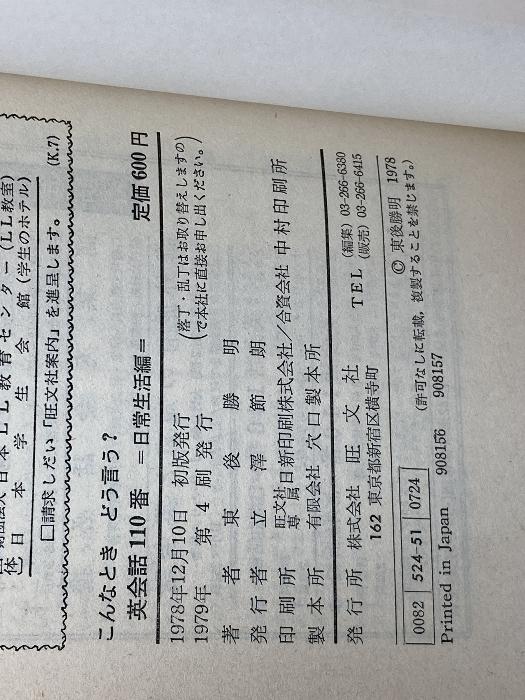 日本LL教育センター(LL教室)
日本学生会館(学生のホテル)
□請求しだい「旺文社案内」を進呈します。 (K.7)
こんなとき どう言う?
英会話110番 =日常生活編= 定価600円
1978年12月10日 初版発行
1979年 第4刷発行
(落丁・乱丁はお取り替えしますの
で本社に直接お申し出ください。)
著者 東後勝明
発行者 立澤節朗
印刷所 旺文社専属 日新印刷株式会社/合資会社 中村印刷所
製本所 有限会社 穴口製本所
発行所 株式会社 旺文社
162 東京都新宿区横寺町
TEL (編集) 03-266-6380
(販売) 03-266-6415
© 東後勝明 1978
0082 524-51 0724 (許可なしに転載,複製することを禁じます。)
Printed in Japan 908156 908157